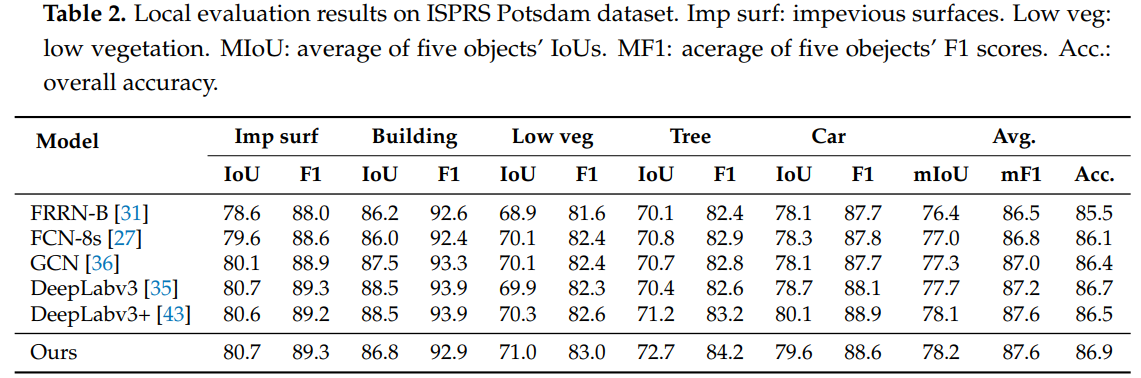 Table 2. Local evaluation results on ISPRS Potsdam dataset. Imp surf: impevious surfaces. Low veg:
low vegetation. MIoU: average of five objects' IoUs. MF1: acerage of five obejects' F1 scores. Acc.:
overall accuracy.
Model Imp surf Building Low veg Tree Car Avg.
IoU F1 IoU F1 IoU F1 IoU F1 IoU F1 mIoU mF1 Acc.
FRRN-B [31] 78.6 88.0 86.2 92.6 68.9 81.6 70.1 82.4 78.1 87.7 76.4 86.5 85.5
FCN-8s [27] 79.6 88.6 86.0 92.4 70.1 82.4 70.8 82.9 78.3 87.8 77.0 86.8 86.1
GCN [36] 80.1 88.9 87.5 93.3 70.1 82.4 70.7 82.8 78.1 87.7 77.3 87.0 86.4
DeepLabv3 [35] 80.7 89.3 88.5 93.9 69.9 82.3 70.4 82.6 78.7 88.1 77.7 87.2 86.7
DeepLabv3+ [43] 80.6 89.2 88.5 93.9 70.3 82.6 71.2 83.2 80.1 88.9 78.1 87.6 86.5
Ours 80.7 89.3 86.8 92.9 71.0 83.0 72.7 84.2 79.6 88.6 78.2 87.6 86.9